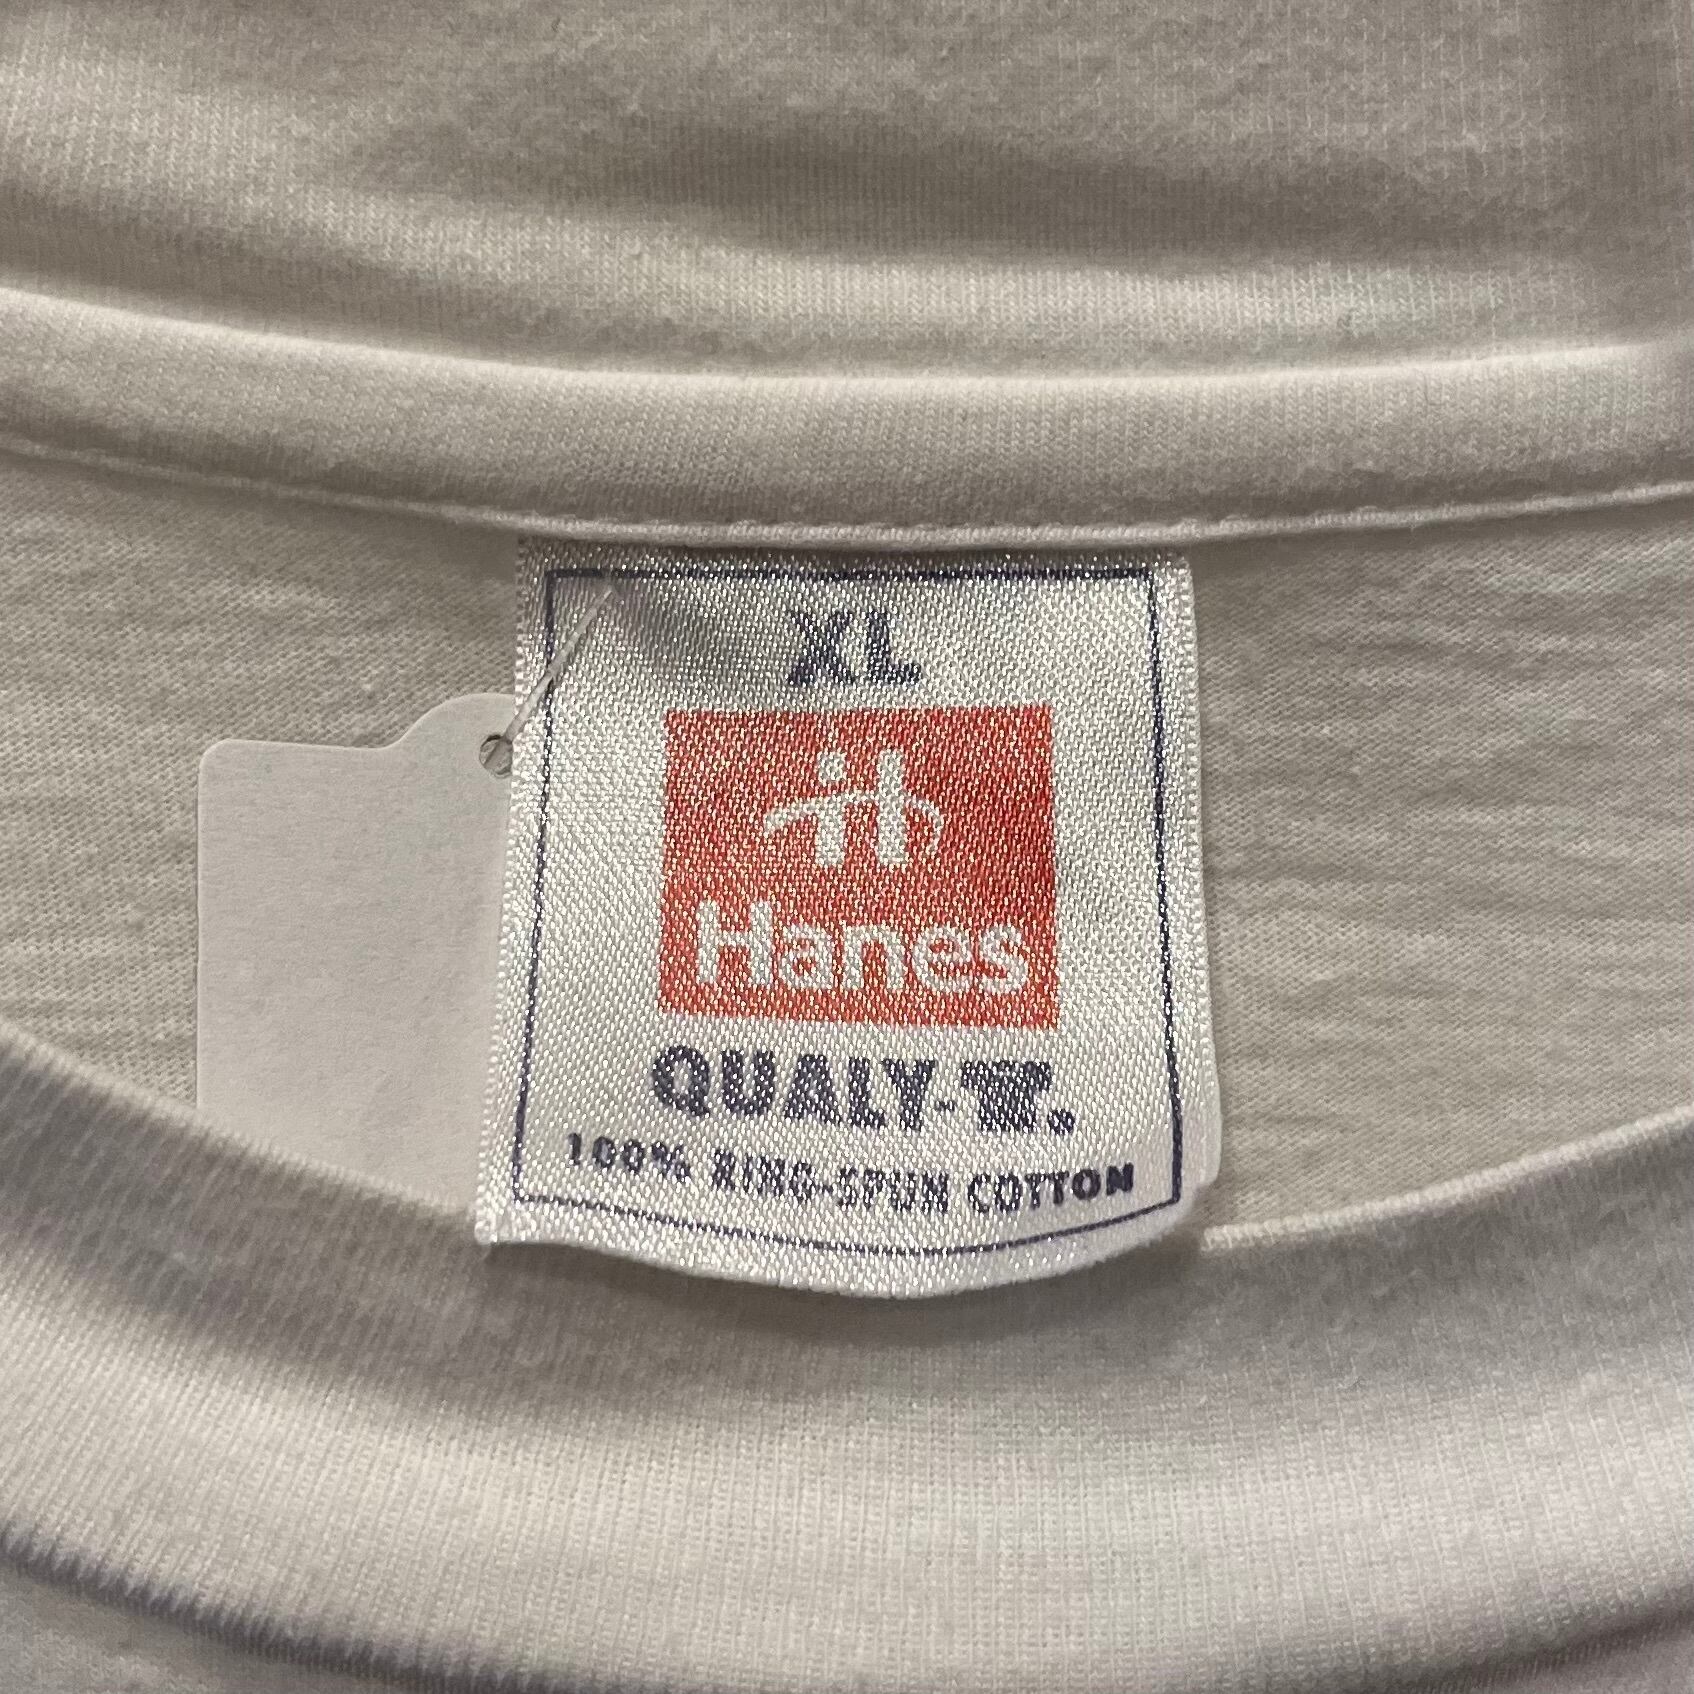 XL
Hanes
QUALY-T®
100% RING-SPUN COTTON